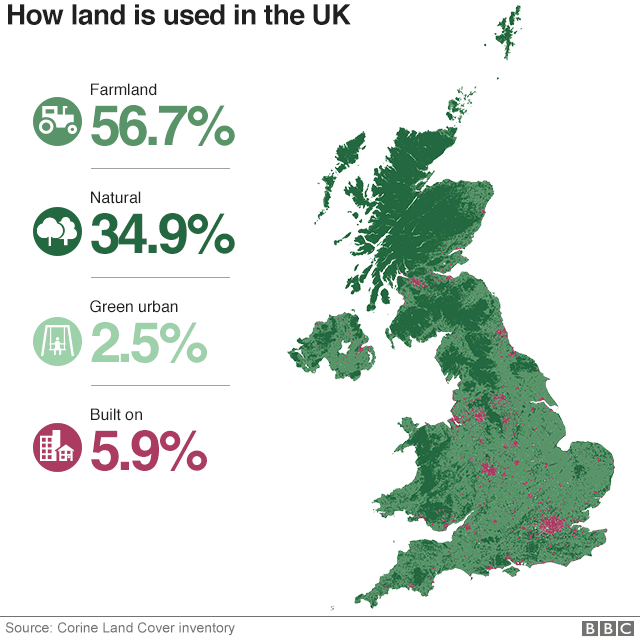 How land is used in the UK
Farmland
56.7%
Natural
34.9%
Green urban
2.5%
Built on
5.9%
Source: Corine Land Cover inventory
BBC